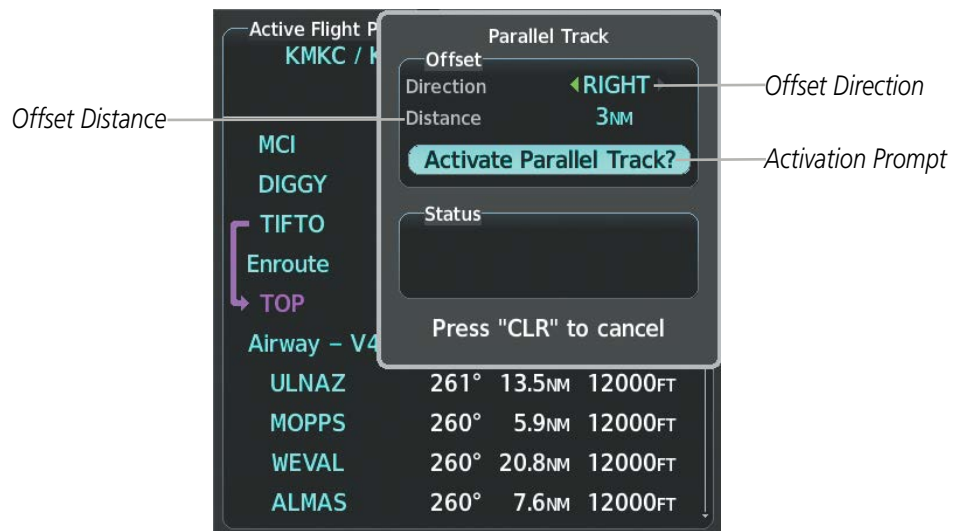 Active Flight P
KMKC / K
MCI
DIGGY
TIFTO
Enroute
TOP
Airway – V4
ULNAZ 261° 13.5NM 12000FT
MOPPS 260° 5.9NM 12000FT
WEVAL 260° 20.8NM 12000FT
ALMAS 260° 7.6NM 12000FT
Parallel Track
Offset
Direction RIGHT
Distance 3NM
Activate Parallel Track?
Status
Press "CLR" to cancel
Offset Distance
Offset Direction
Activation Prompt